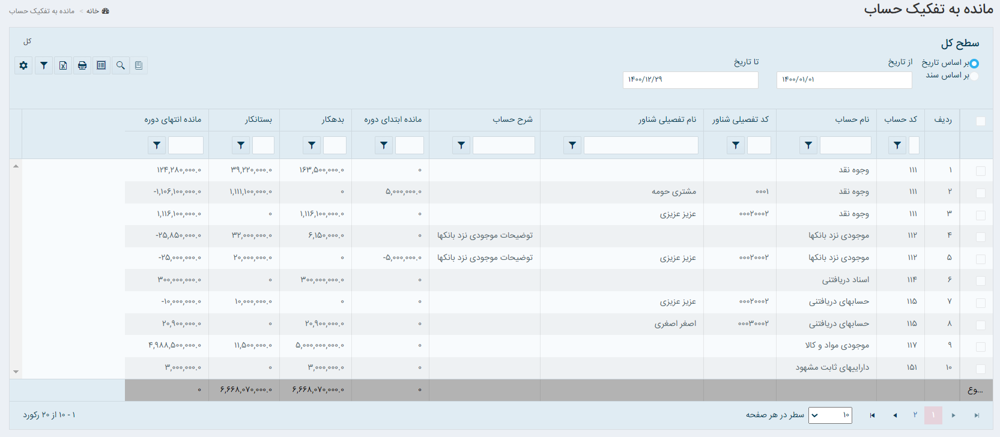 مانده به تفکیک حساب
خانه > مانده به تفکیک حساب
سطح کل
کل
بر اساس تاریخ
بر اساس سند
از تاریخ
۱۴۰۰/۰۱/۰۱
تا تاریخ
۱۴۰۰/۱۲/۲۹
ردیف کد حساب نام حساب کد تفصیلی شناور نام تفصیلی شناور شرح حساب مانده ابتدای دوره بدهکار بستانکار مانده انتهای دوره
۱ ۱۱۱ وجوه نقد ۰ ۱۶۳,۵۰۰,۰۰۰.۰ ۳۹,۲۲۰,۰۰۰.۰ ۱۲۴,۲۸۰,۰۰۰.۰
۲ ۱۱۱ وجوه نقد ۰۰۰۱ مشتری حومه ۵,۰۰۰,۰۰۰.۰ ۰ ۱,۱۱۱,۱۰۰,۰۰۰.۰ -۱,۱۰۶,۱۰۰,۰۰۰.۰
۳ ۱۱۱ وجوه نقد ۰۰۰۲۰۰۰۲ عزیز عزیزی ۰ ۱,۱۱۶,۱۰۰,۰۰۰.۰ ۰ ۱,۱۱۶,۱۰۰,۰۰۰.۰
۴ ۱۱۲ موجودی نزد بانکها توضیحات موجودی نزد بانکها ۰ ۶,۱۵۰,۰۰۰.۰ ۳۲,۰۰۰,۰۰۰.۰ -۲۵,۸۵۰,۰۰۰.۰
۵ ۱۱۲ موجودی نزد بانکها ۰۰۰۲۰۰۰۲ عزیز عزیزی توضیحات موجودی نزد بانکها -۵,۰۰۰,۰۰۰.۰ ۰ ۲۰,۰۰۰,۰۰۰.۰ -۲۵,۰۰۰,۰۰۰.۰
۶ ۱۱۴ اسناد دریافتنی ۰ ۳۰۰,۰۰۰,۰۰۰.۰ ۰ ۳۰۰,۰۰۰,۰۰۰.۰
۷ ۱۱۵ حسابهای دریافتنی ۰۰۰۲۰۰۰۲ عزیز عزیزی ۰ ۰ ۱۰,۰۰۰,۰۰۰.۰ -۱۰,۰۰۰,۰۰۰.۰
۸ ۱۱۵ حسابهای دریافتنی ۰۰۰۳۰۰۰۲ اصغر اصغری ۰ ۲۰,۹۰۰,۰۰۰.۰ ۰ ۲۰,۹۰۰,۰۰۰.۰
۹ ۱۱۷ موجودی مواد و کالا ۰ ۵,۰۰۰,۰۰۰,۰۰۰.۰ ۱۱,۵۰۰,۰۰۰.۰ ۴,۹۸۸,۵۰۰,۰۰۰.۰
۱۰ ۱۵۱ داراییهای ثابت مشهود ۰ ۳,۰۰۰,۰۰۰.۰ ۰ ۳,۰۰۰,۰۰۰.۰
...وع ۰ ۶,۶۶۸,۰۷۰,۰۰۰.۰ ۶,۶۶۸,۰۷۰,۰۰۰.۰ ۰
۱ ۲ ۱۰ سطر در هر صفحه
۱ - ۱۰ از ۲۰ رکورد